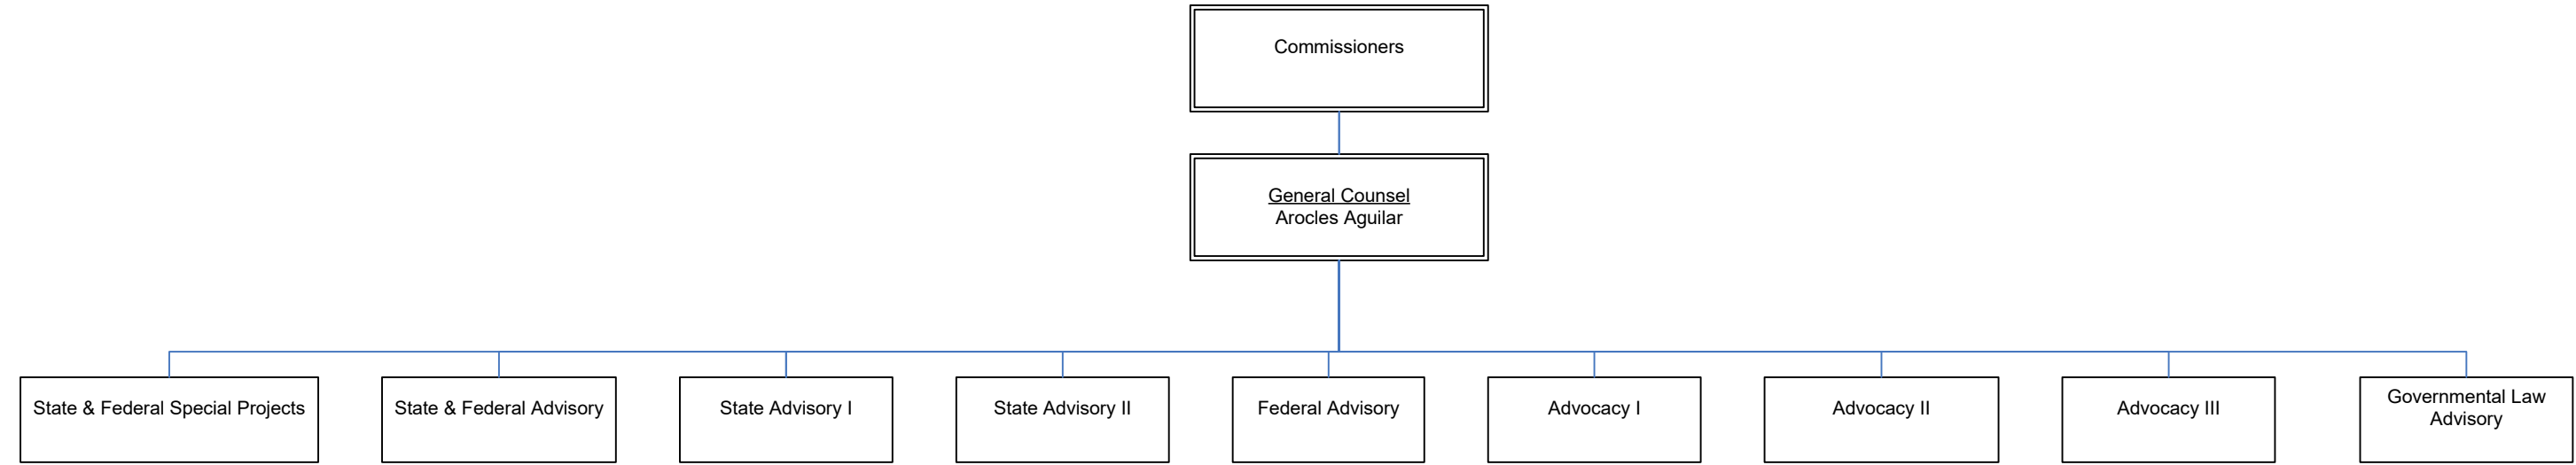 Commissioners
General Counsel
Arocles Aguilar
State & Federal Special Projects
State & Federal Advisory
State Advisory I
State Advisory II
Federal Advisory
Advocacy I
Advocacy II
Advocacy III
Governmental Law
Advisory